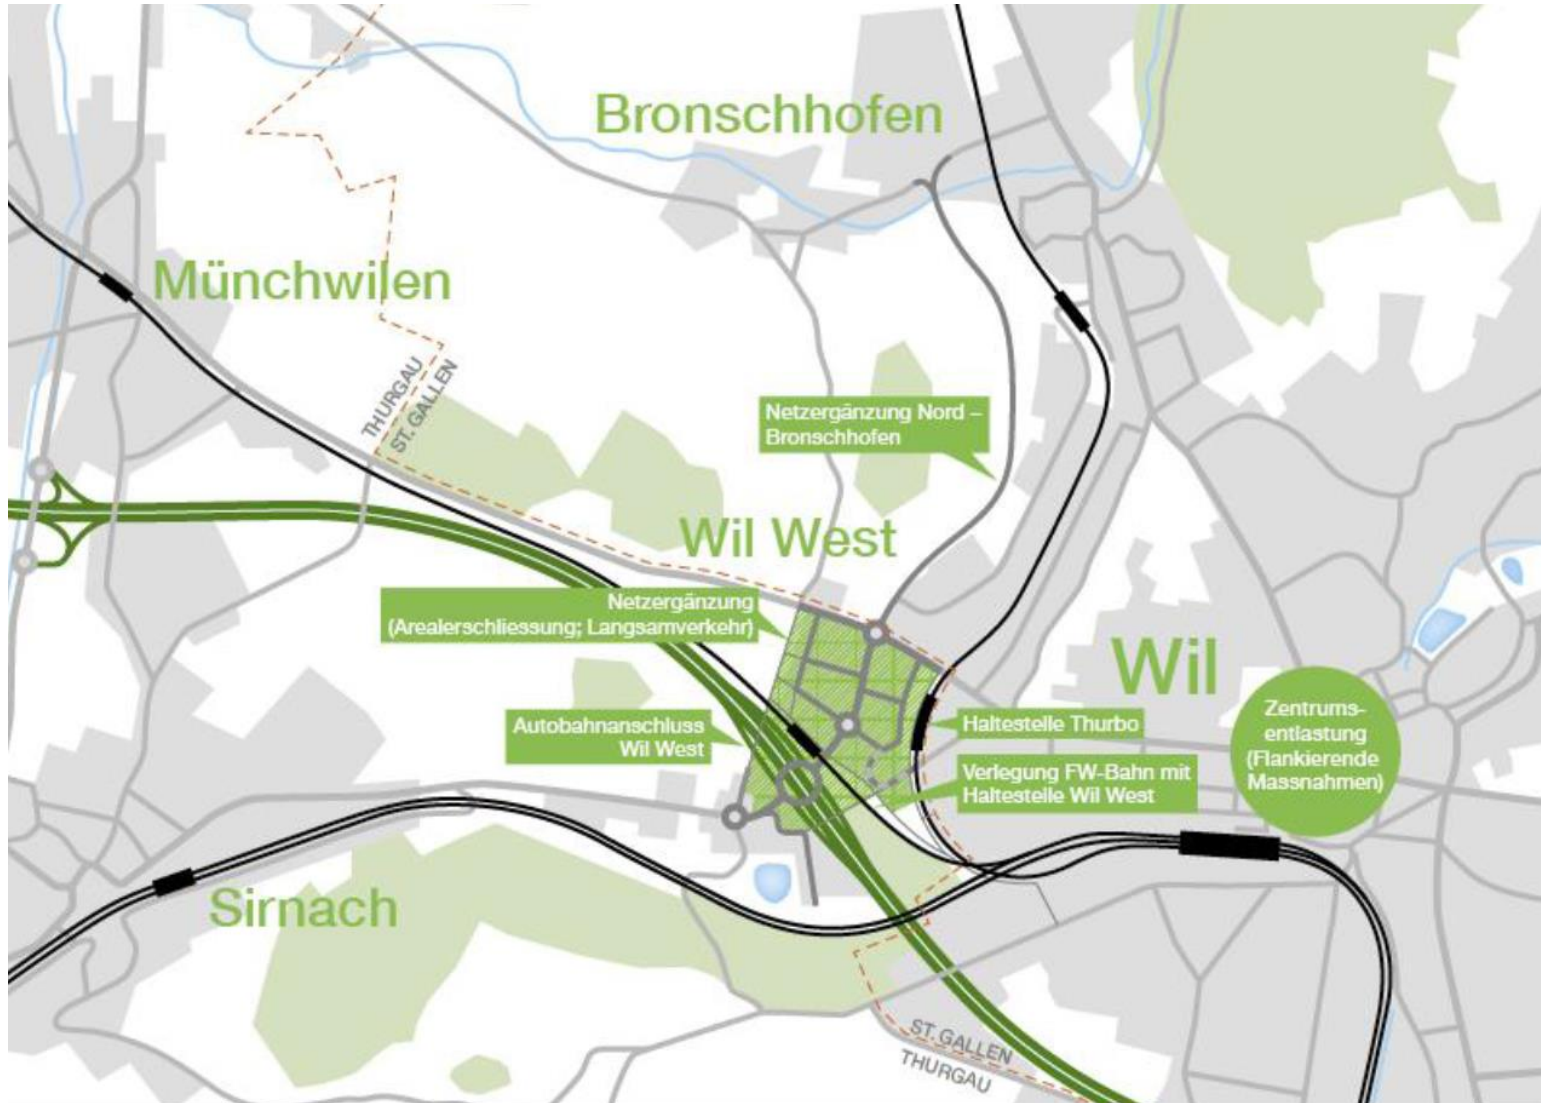 Bronschhofen
Münchwilen
THURGAU
ST. GALLEN
Netzergänzung Nord –
Bronschhofen
Wil West
Netzergänzung
(Arealerschliessung; Langsamverkehr)
Wil
Autobahnanschluss
Wil West
Haltestelle Thurbo
Zentrums-
entlastung
(Flankierende
Massnahmen)
Verlegung FW-Bahn mit
Haltestelle Wil West
Sirnach
ST. GALLEN
THURGAU